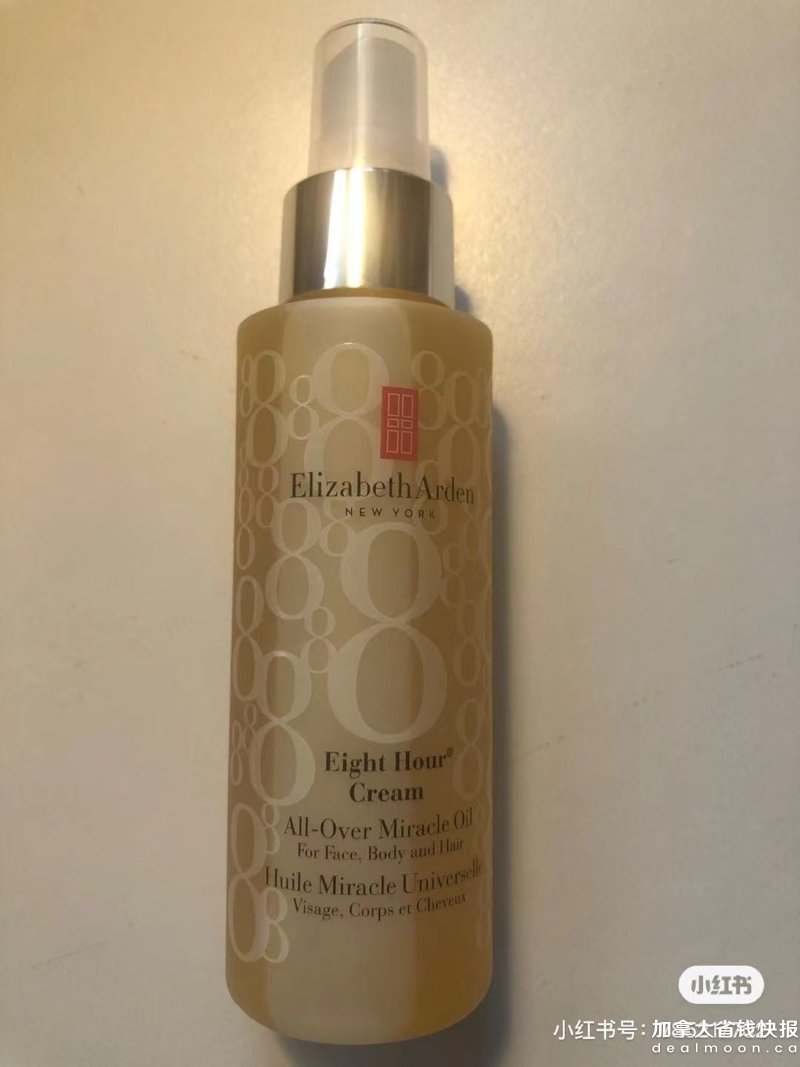 Elizabeth Arden
NEW YORK
Eight Hour®
Cream
All-Over Miracle Oil
For Face, Body and Hair
Huile Miracle Universelle
Visage, Corps et Cheveux
小红书
小红书号：加拿大省钱快报
dealmoon.ca